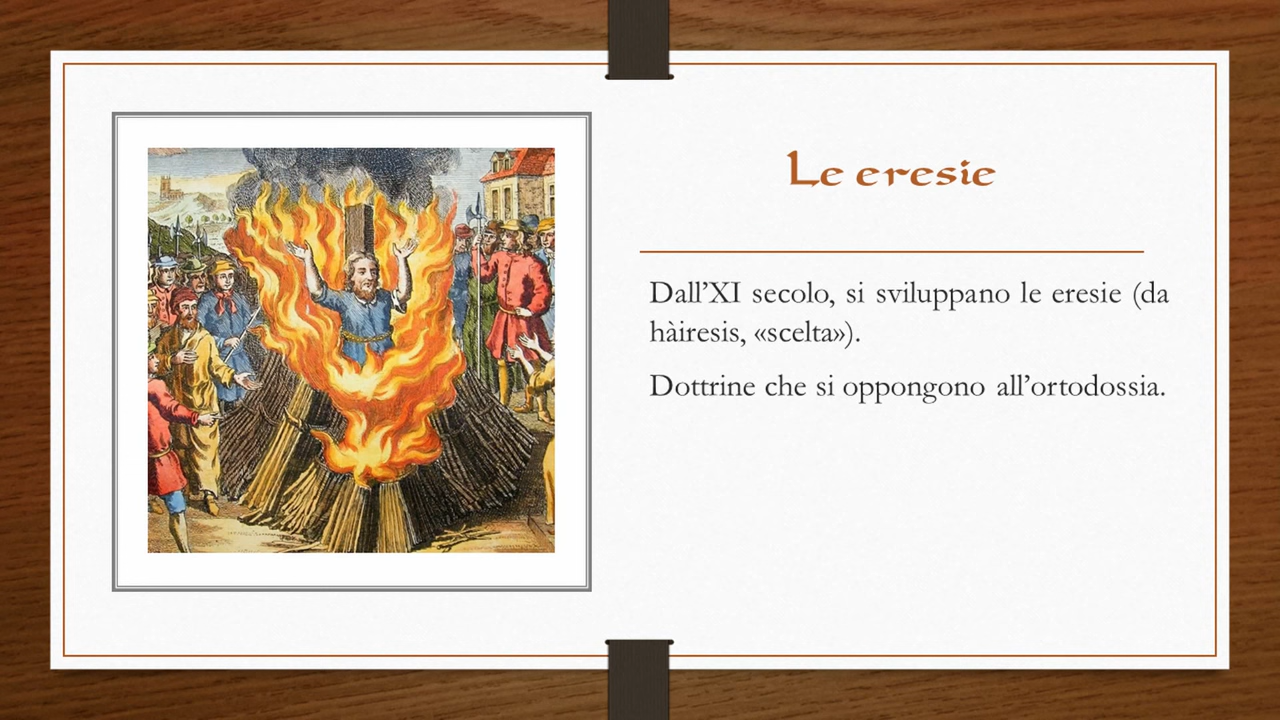 Le eresie
Dall’XI secolo, si sviluppano le eresie (da
hàiresis, «scelta»).
Dottrine che si oppongono all’ortodossia.